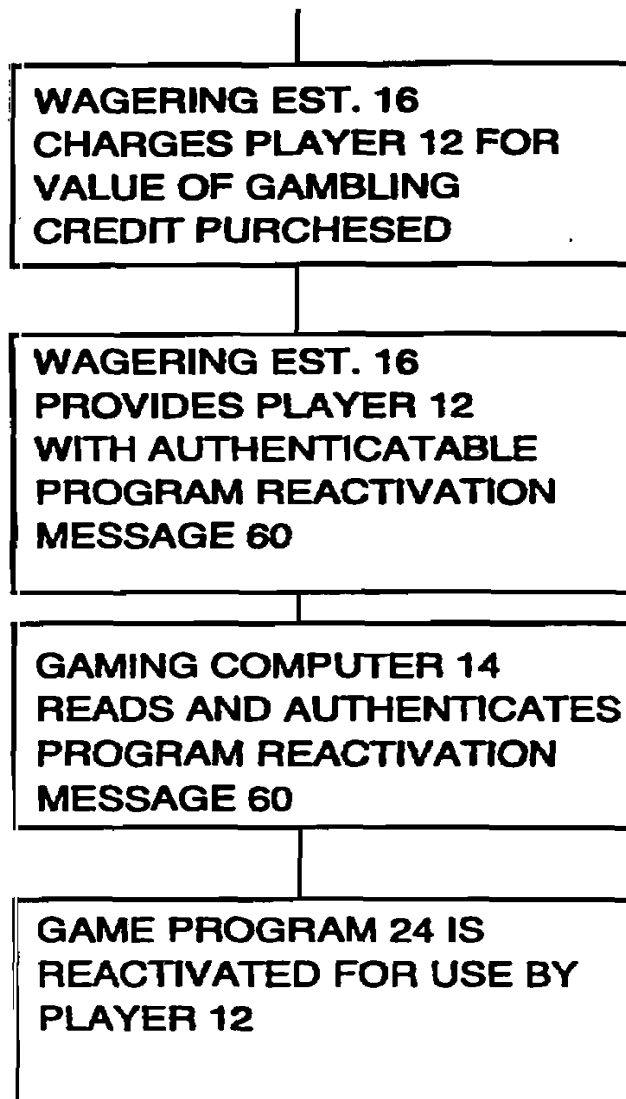 WAGERING EST. 16
CHARGES PLAYER 12 FOR
VALUE OF GAMBLING
CREDIT PURCHESED
WAGERING EST. 16
PROVIDES PLAYER 12
WITH AUTHENTICATABLE
PROGRAM REACTIVATION
MESSAGE 60
GAMING COMPUTER 14
READS AND AUTHENTICATES
PROGRAM REACTIVATION
MESSAGE 60
GAME PROGRAM 24 IS
REACTIVATED FOR USE BY
PLAYER 12